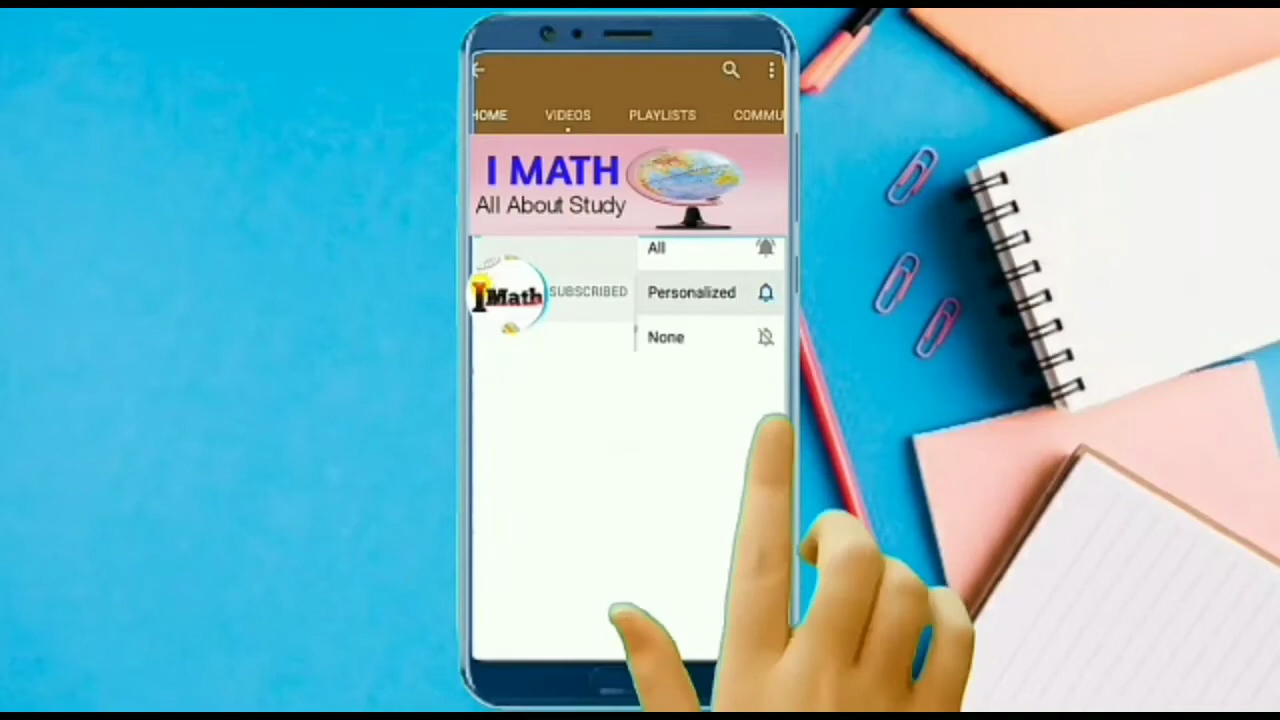 HOME VIDEOS PLAYLISTS COMMU
I MATH
All About Study
All
IMath SUBSCRIBED Personalized
None